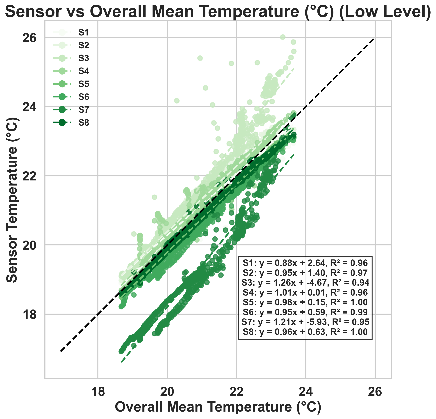 Sensor vs Overall Mean Temperature (°C) (Low Level)
S1
S2
S3
S4
S5
S6
S7
S8
26
24
22
20
18
Sensor Temperature (°C)
S1: y = 0.88x + 2.64, R² = 0.96
S2: y = 0.95x + 1.40, R² = 0.97
S3: y = 1.26x + -4.67, R² = 0.94
S4: y = 1.01x + 0.01, R² = 0.96
S5: y = 0.98x + 0.15, R² = 1.00
S6: y = 0.95x + 0.59, R² = 0.99
S7: y = 1.21x + -5.93, R² = 0.95
S8: y = 0.96x + 0.63, R² = 1.00
18 20 22 24 26
Overall Mean Temperature (°C)